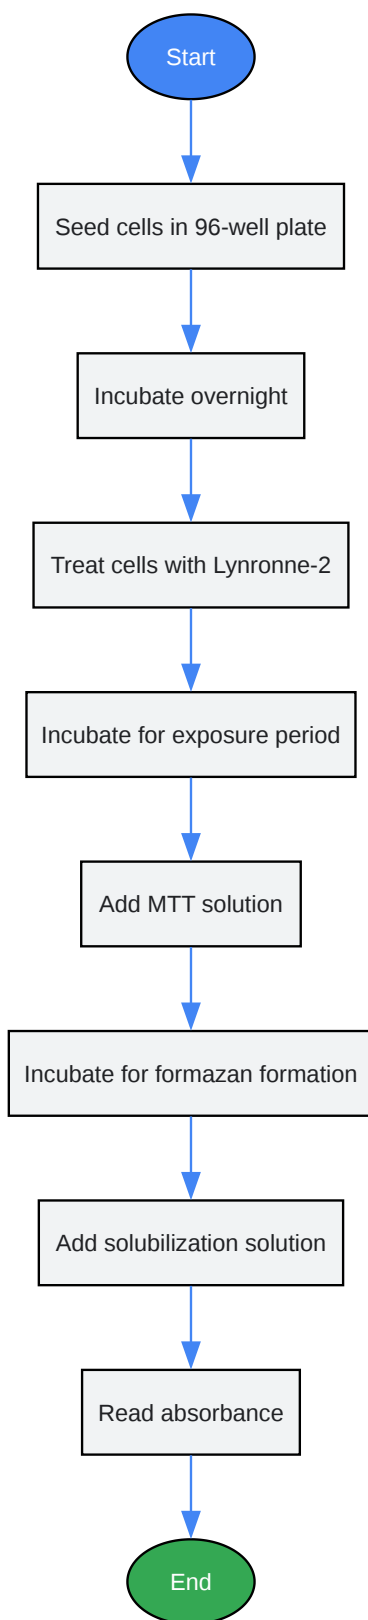 Start
Seed cells in 96-well plate
Incubate overnight
Treat cells with Lynronne-2
Incubate for exposure period
Add MTT solution
Incubate for formazan formation
Add solubilization solution
Read absorbance
End